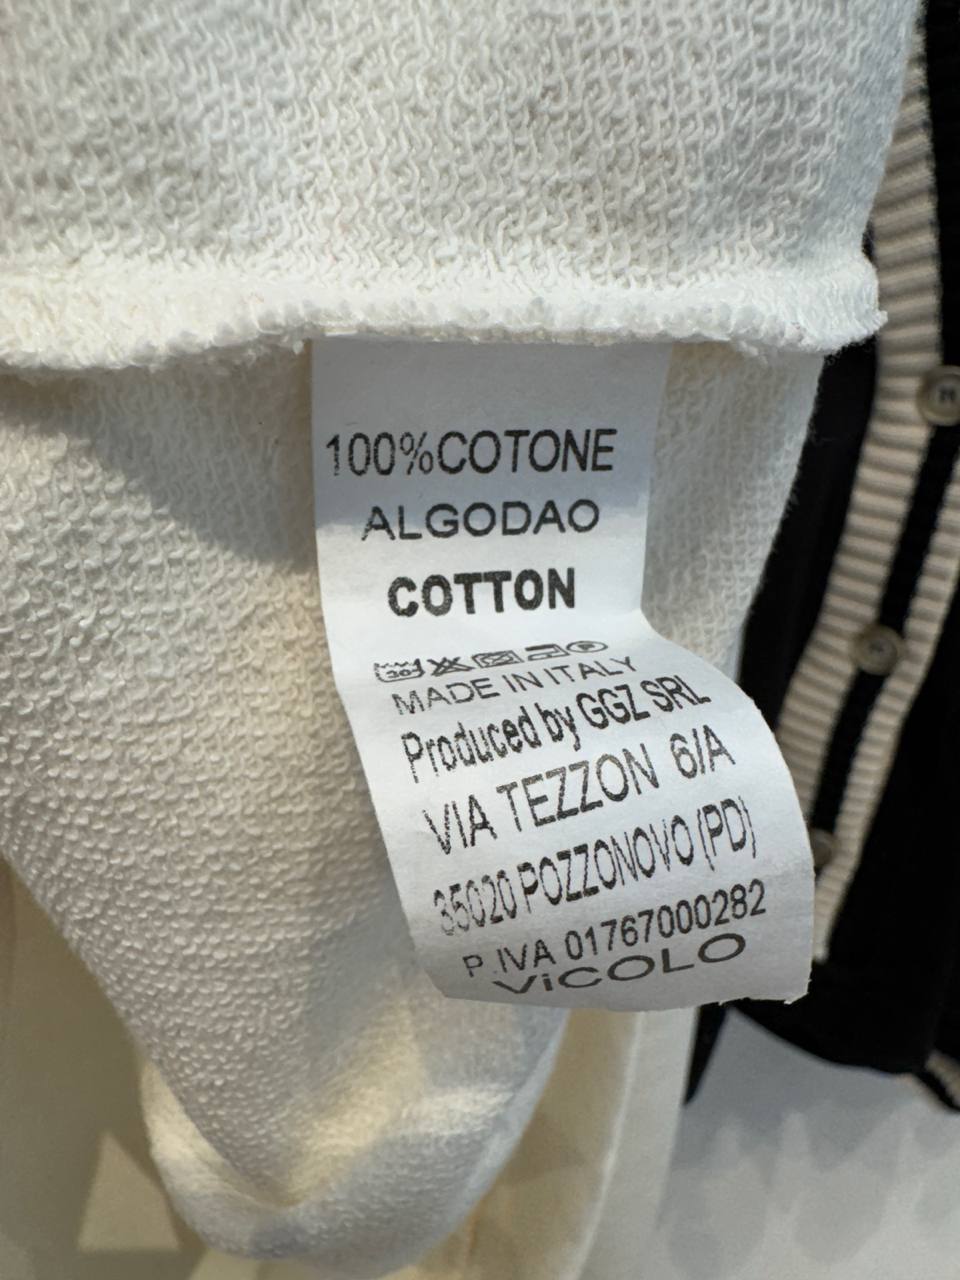 100%COTONE
ALGODAO
COTTON
30
P
MADE IN ITALY
Produced by GGZ SRL
VIA TEZZON 6/A
35020 POZZONOVO (PD)
P.IVA 01767000282
ViCOLO